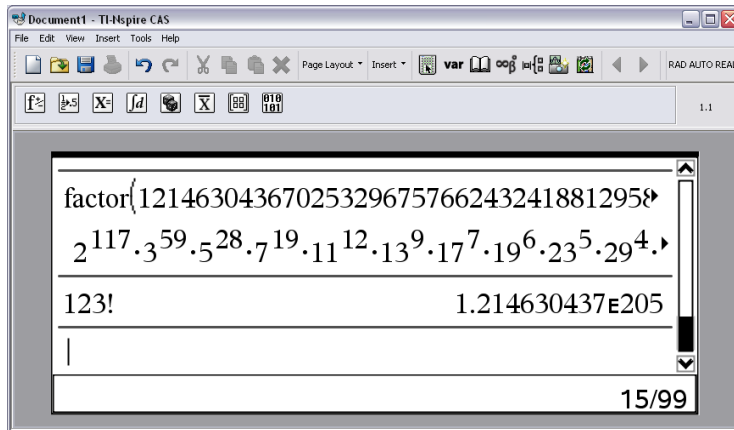 Document1 - TI-Nspire CAS
File Edit View Insert Tools Help
Page Layout Insert var RAD AUTO REAL
1.1
factor(121463043670253296757662432418812958
2^117·3^59·5^28·7^19·11^12·13^9·17^7·19^6·23^5·29^4·
123! 1.214630437E205
15/99